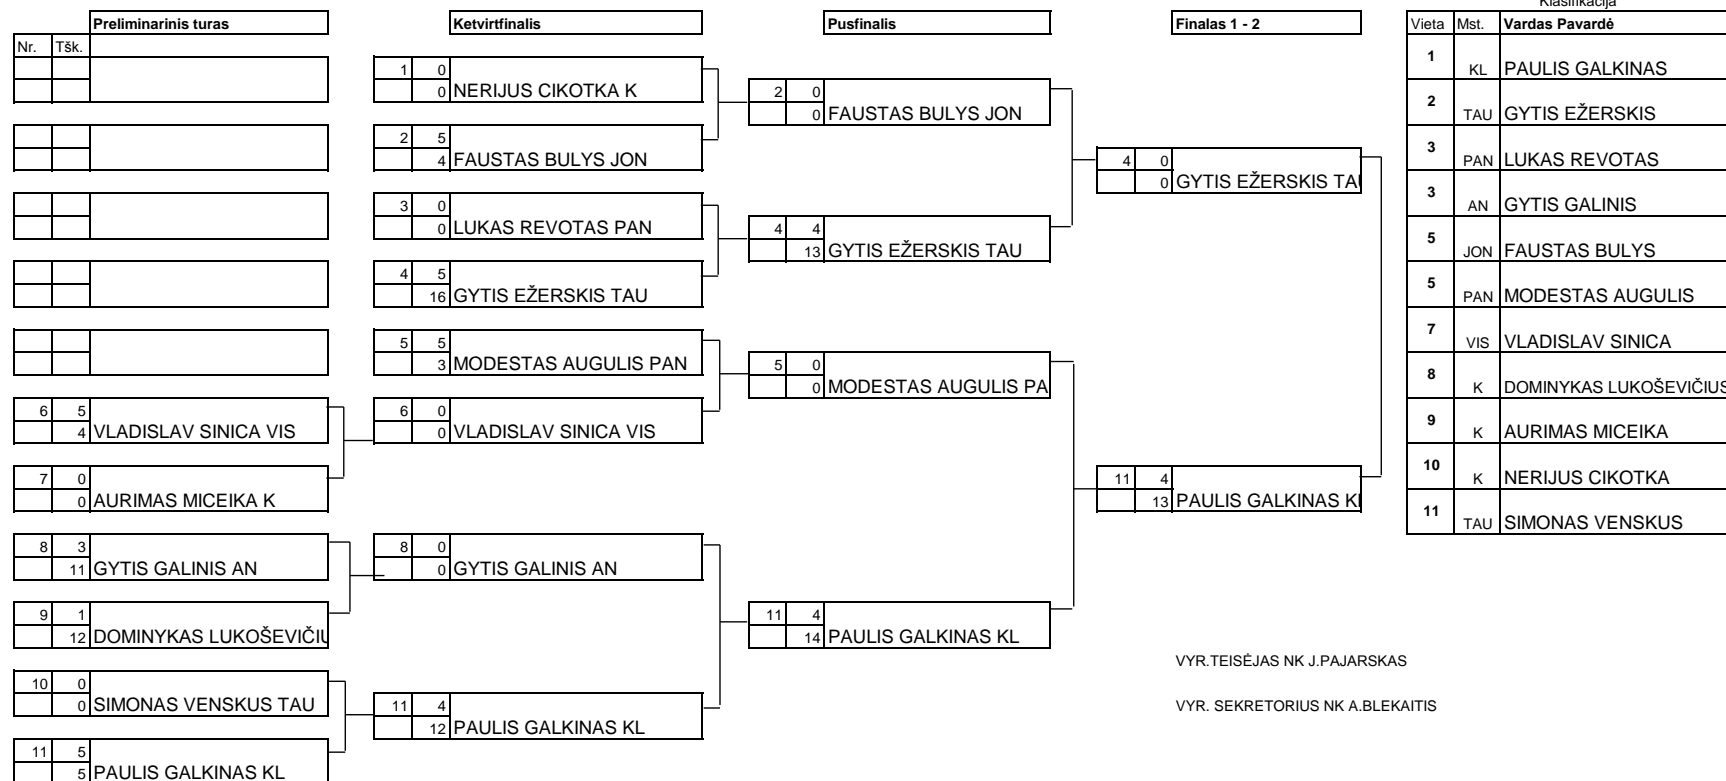 Klasifikacija
Preliminarinis turas Ketvirtfinalis Pusfinalis Finalas 1 - 2 Vieta Mst. Vardas Pavardė
Nr. Tšk.
1 0
0 NERIJUS CIKOTKA K
2 5
4 FAUSTAS BULYS JON
3 0
0 LUKAS REVOTAS PAN
4 5
16 GYTIS EŽERSKIS TAU
5 5
3 MODESTAS AUGULIS PAN
6 5
4 VLADISLAV SINICA VIS
6 0
0 VLADISLAV SINICA VIS
7 0
0 AURIMAS MICEIKA K
8 3
11 GYTIS GALINIS AN
8 0
0 GYTIS GALINIS AN
9 1
12 DOMINYKAS LUKOŠEVIČIU
10 0
0 SIMONAS VENSKUS TAU
11 4
12 PAULIS GALKINAS KL
11 5
5 PAULIS GALKINAS KL
2 0
0 FAUSTAS BULYS JON
4 4
13 GYTIS EŽERSKIS TAU
5 0
0 MODESTAS AUGULIS PA
11 4
14 PAULIS GALKINAS KL
4 0
0 GYTIS EŽERSKIS TAU
11 4
13 PAULIS GALKINAS KL
1 KL PAULIS GALKINAS
2 TAU GYTIS EŽERSKIS
3 PAN LUKAS REVOTAS
3 AN GYTIS GALINIS
5 JON FAUSTAS BULYS
5 PAN MODESTAS AUGULIS
7 VIS VLADISLAV SINICA
8 K DOMINYKAS LUKOŠEVIČIUS
9 K AURIMAS MICEIKA
10 K NERIJUS CIKOTKA
11 TAU SIMONAS VENSKUS
VYR.TEISĖJAS NK J.PAJARSKAS
VYR. SEKRETORIUS NK A.BLEKAITIS